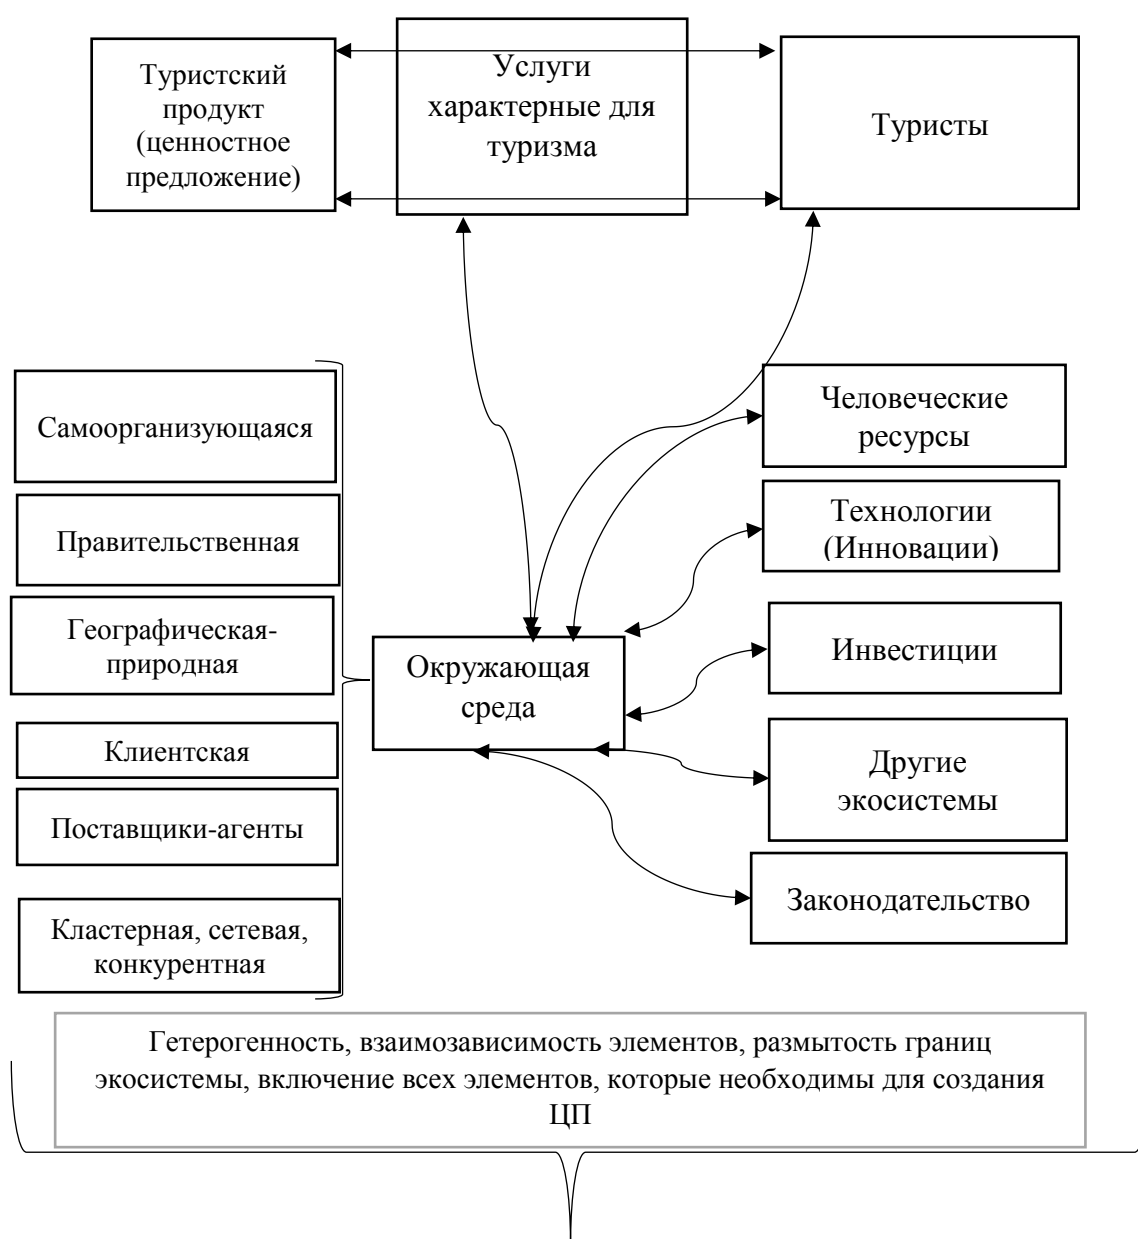 Туристский
продукт
(ценностное
предложение)
Услуги
характерные для
туризма
Туристы
Самоорганизующаяся
Правительственная
Географическая-
природная
Клиентская
Поставщики-агенты
Кластерная, сетевая,
конкурентная
Окружающая
среда
Человеческие
ресурсы
Технологии
(Инновации)
Инвестиции
Другие
экосистемы
Законодательство
Гетерогенность, взаимозависимость элементов, размытость границ
экосистемы, включение всех элементов, которые необходимы для создания
ЦП